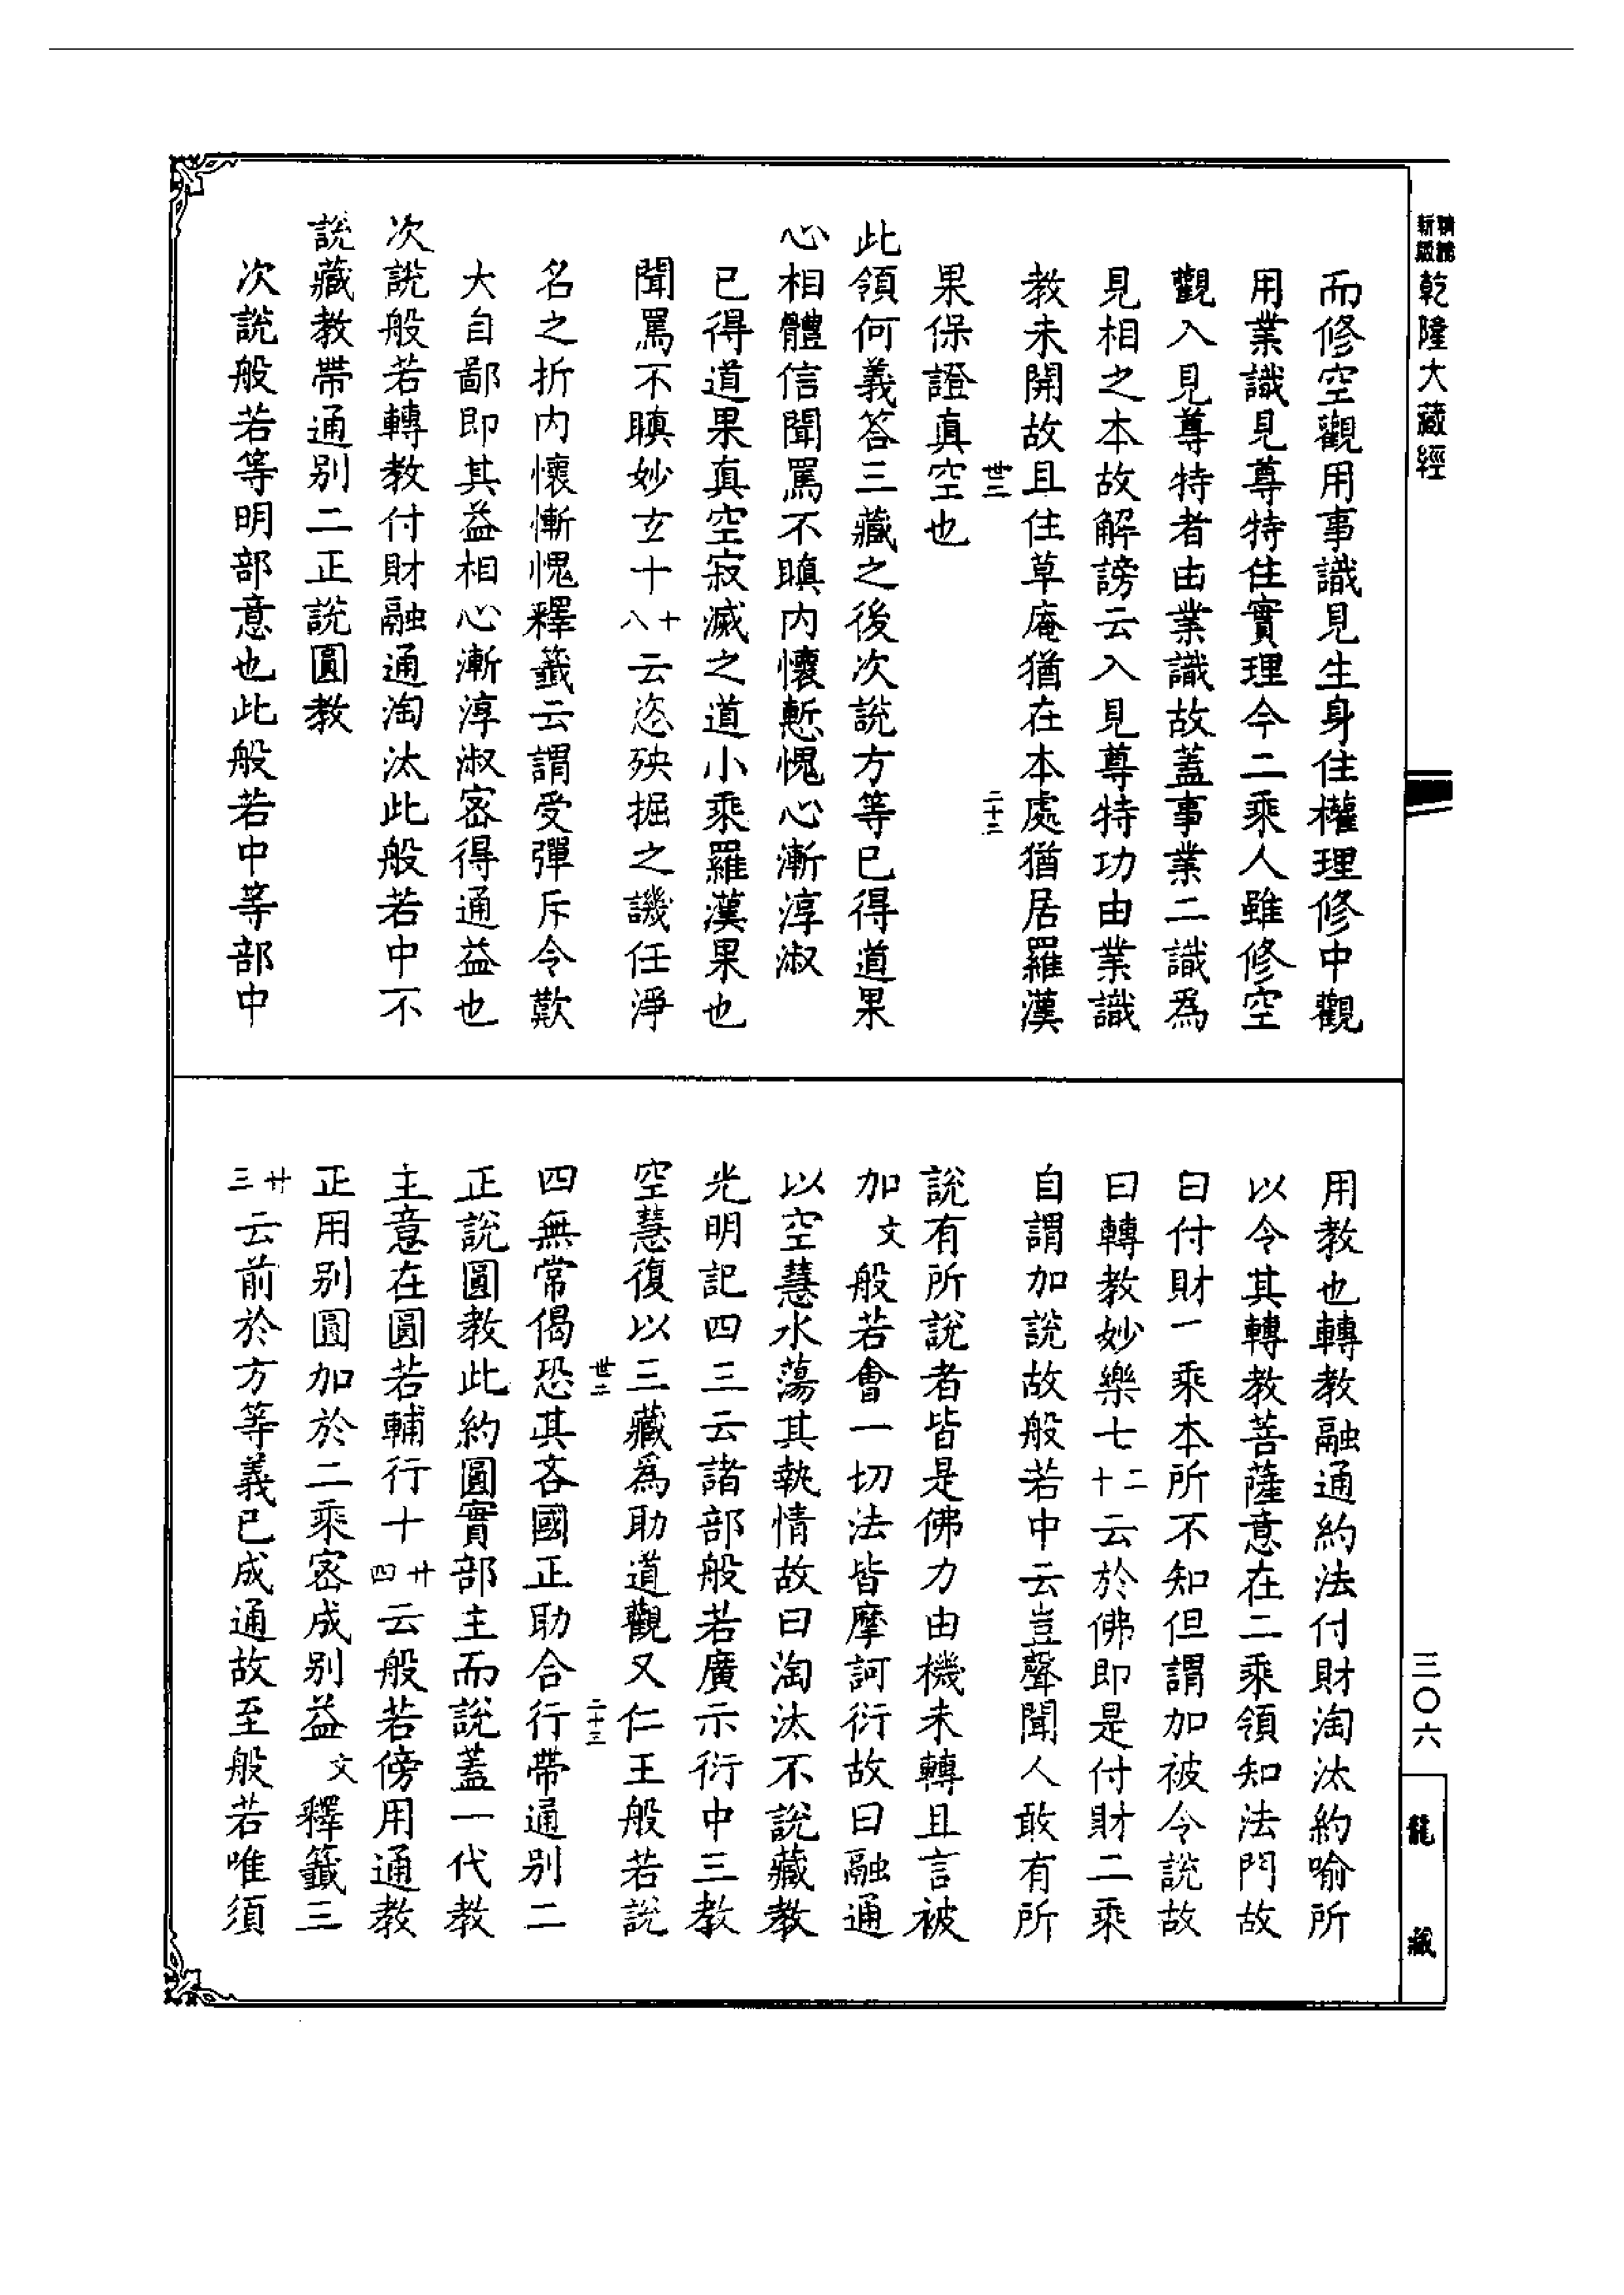 乾隆大藏經
而修空觀用事識見生身住權理修中觀
用業識見尊特住實理今二乘人雖修空
觀入見尊特者由業識故蓋事業二識為
見相之本故解謗云入見尊特功由業識
教未開故且住草庵猶在本處猶居羅漢
世三
二十二
果保證真空也
此領何義答三藏之後次說方等已得道果
心相體信聞罵不瞋內懷慙愧心漸淳淑
已得道果真空寂滅之道小乘羅漢果也
聞罵不瞋妙玄十十八云恣殃掘之譏任淨
名之折內懷慚愧釋籤云謂受彈斥令歎
大自鄙即其益相心漸淳淑密得通益也
次說般若轉教付財融通淘汰此般若中不
說藏教帶通別二正說圓教
次說般若等明部意也此般若中等部中
用教也轉教融通約法付財淘汰約喻所
以令其轉教菩薩意在二乘領知法門故
曰付財一乘本所不知但謂加被令說故
曰轉教妙樂七二十云於佛即是付財二乘
自謂加說故般若中云豈聲聞人敢有所
說有所說者皆是佛力由機未轉且言被
加文般若會一切法皆摩訶衍故曰融通
以空慧水蕩其執情故曰淘汰不說藏教
光明記四三云諸部般若廣示衍中三教
空慧復以三藏為助道觀又仁王般若說
世二
二十三
四無常偈恐其吝國正助合行帶通別二
正說圓教此約圓實部主而說蓋一代教
主意在圓若輔行十廿四云般若傍用通教
正用別圓加於二乘密成別益文釋籤三
廿三云前於方等義已成通故至般若唯須
三〇六
龍藏